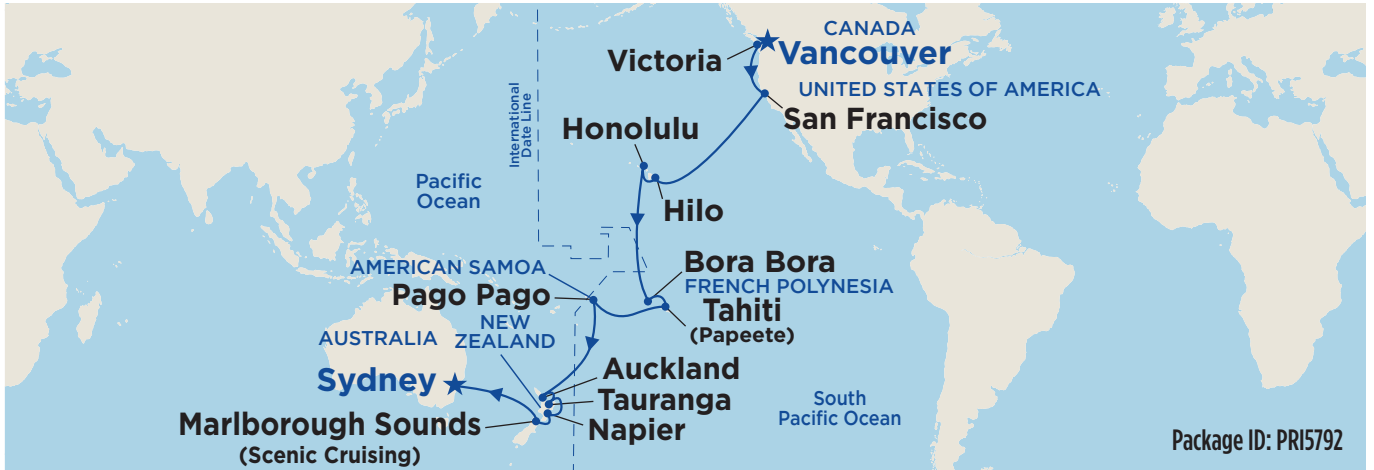 CANADA
Vancouver
Victoria
UNITED STATES OF AMERICA
San Francisco
Honolulu
Hilo
International
Date Line
Pacific
Ocean
Bora Bora
FRENCH POLYNESIA
Tahiti
(Papeete)
AMERICAN SAMOA
Pago Pago
NEW
ZEALAND
AUSTRALIA
Sydney
Auckland
Tauranga
Napier
Marlborough Sounds
(Scenic Cruising)
South
Pacific Ocean
Package ID: PRI5792